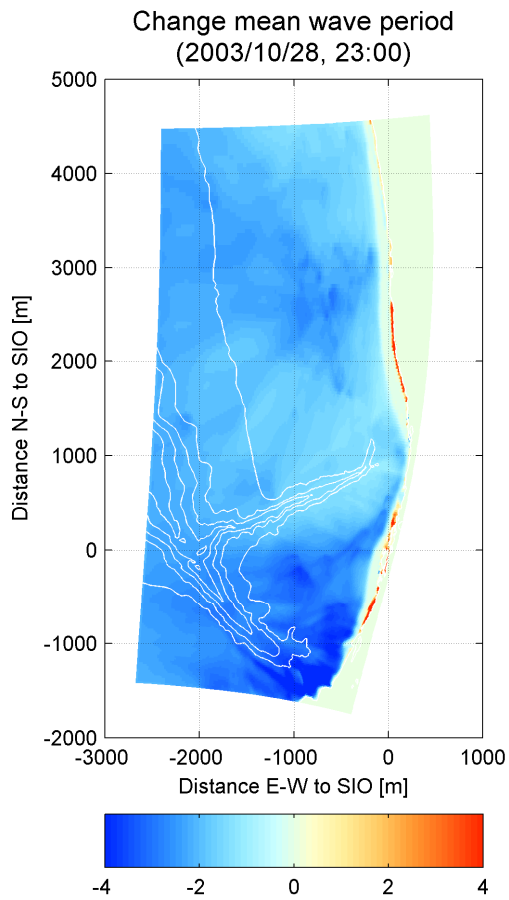 Change mean wave period
(2003/10/28, 23:00)
5000
4000
3000
2000
1000
0
-1000
-2000
Distance N-S to SIO [m]
-3000 -2000 -1000 0 1000
Distance E-W to SIO [m]
-4 -2 0 2 4